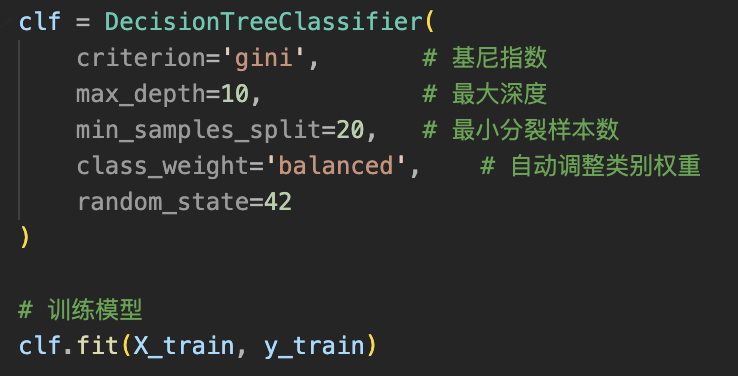 clf = DecisionTreeClassifier(
    criterion='gini',       # 基尼指数
    max_depth=10,           # 最大深度
    min_samples_split=20,   # 最小分裂样本数
    class_weight='balanced',    # 自动调整类别权重
    random_state=42
)
# 训练模型
clf.fit(X_train, y_train)